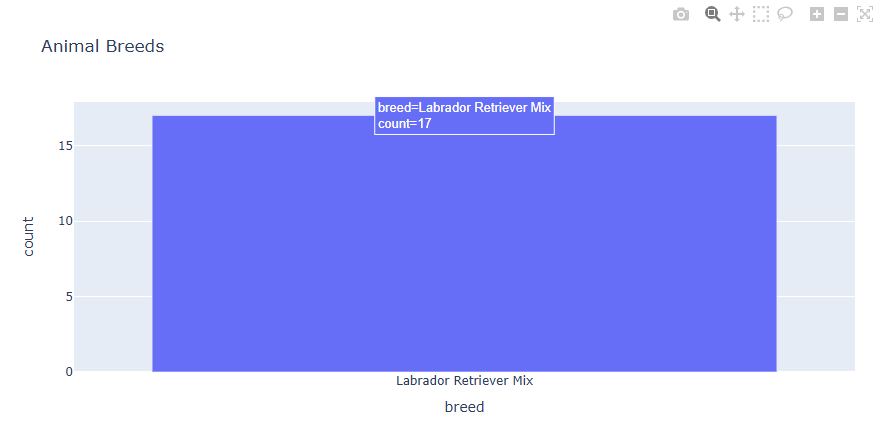 Animal Breeds
breed=Labrador Retriever Mix
count=17
15
10
5
0
count
Labrador Retriever Mix
breed